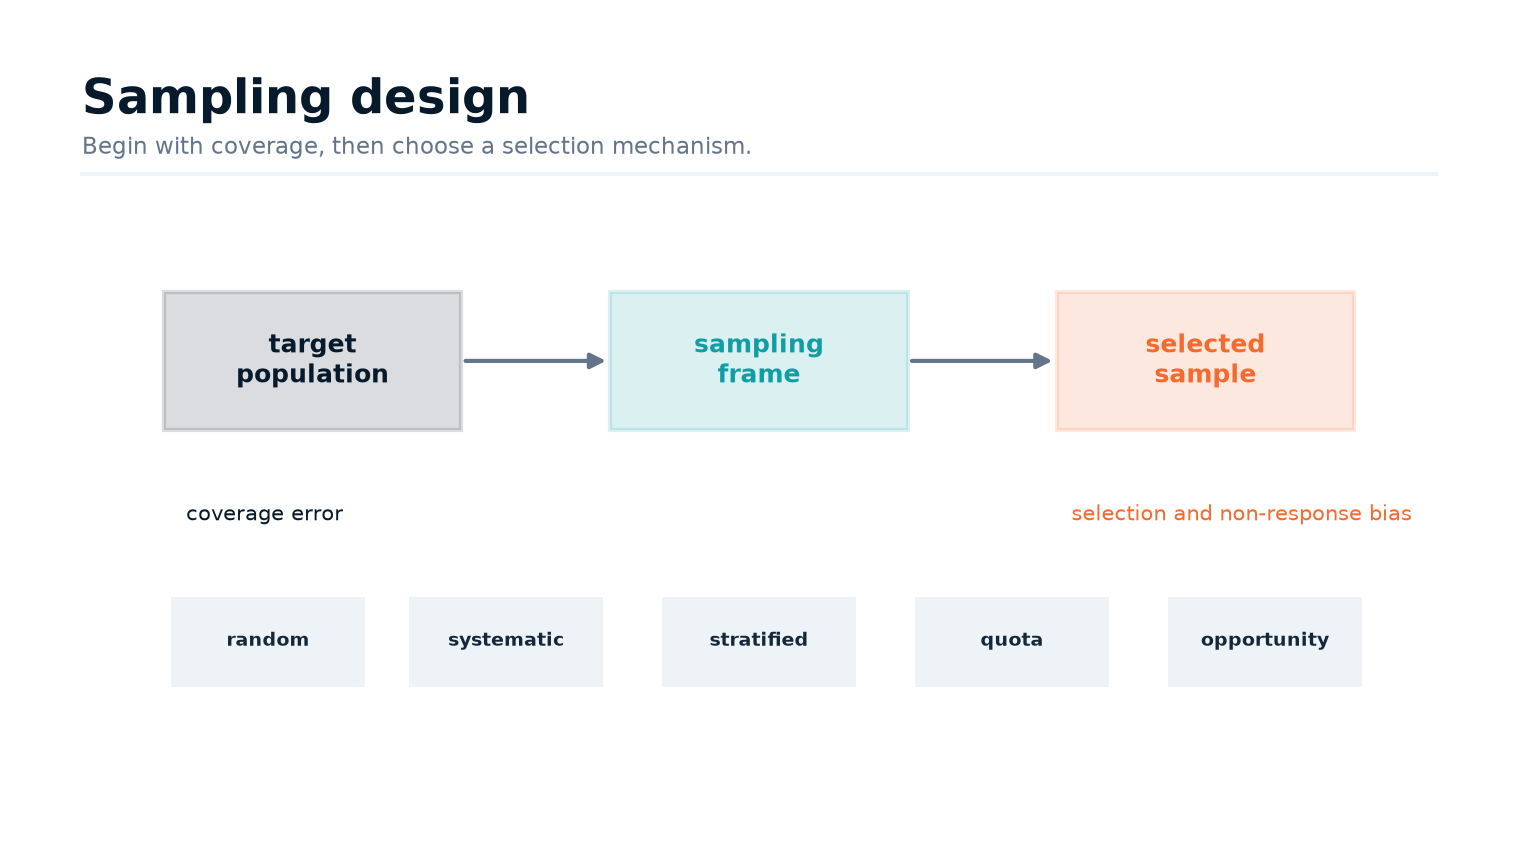 Sampling design
Begin with coverage, then choose a selection mechanism.
target
population
sampling
frame
selected
sample
coverage error
selection and non-response bias
random
systematic
stratified
quota
opportunity